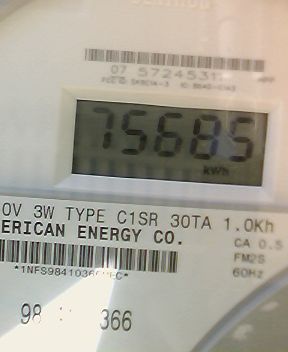 07 5724531
75685
kWh
0V 3W TYPE C1SR 30TA 1.0Kh
ERICAN ENERGY CO.
CA 0.5
FM2S
60Hz
98 366